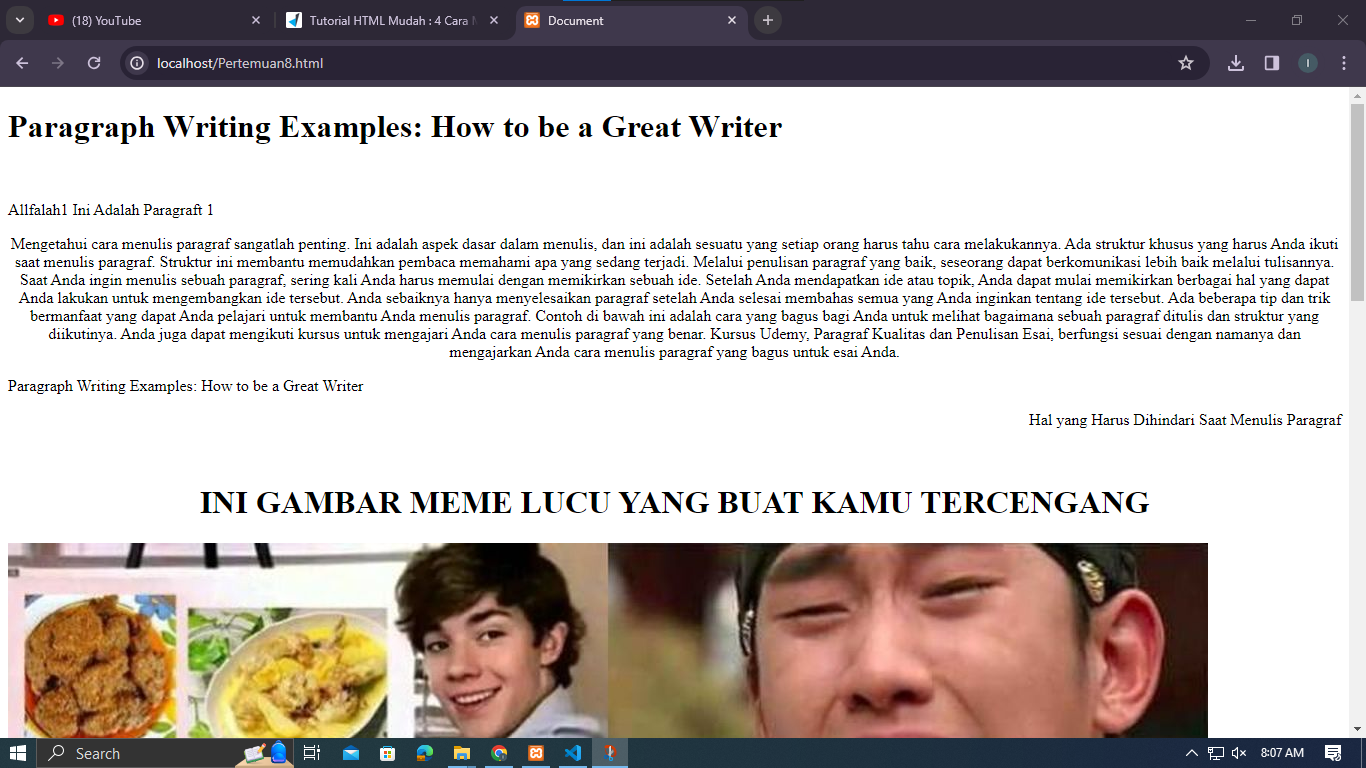 (18) YouTube
Tutorial HTML Mudah : 4 Cara M
Document
localhost/Pertemuan8.html
I
Paragraph Writing Examples: How to be a Great Writer
Allfalah1 Ini Adalah Paragraft 1
Mengetahui cara menulis paragraf sangatlah penting. Ini adalah aspek dasar dalam menulis, dan ini adalah sesuatu yang setiap orang harus tahu cara melakukannya. Ada struktur khusus yang harus Anda ikuti
saat menulis paragraf. Struktur ini membantu memudahkan pembaca memahami apa yang sedang terjadi. Melalui penulisan paragraf yang baik, seseorang dapat berkomunikasi lebih baik melalui tulisannya.
Saat Anda ingin menulis sebuah paragraf, sering kali Anda harus memulai dengan memikirkan sebuah ide. Setelah Anda mendapatkan ide atau topik, Anda dapat mulai memikirkan berbagai hal yang dapat
Anda lakukan untuk mengembangkan ide tersebut. Anda sebaiknya hanya menyelesaikan paragraf setelah Anda selesai membahas semua yang Anda inginkan tentang ide tersebut. Ada beberapa tip dan trik
bermanfaat yang dapat Anda pelajari untuk membantu Anda menulis paragraf. Contoh di bawah ini adalah cara yang bagus bagi Anda untuk melihat bagaimana sebuah paragraf ditulis dan struktur yang
diikutinya. Anda juga dapat mengikuti kursus untuk mengajari Anda cara menulis paragraf yang benar. Kursus Udemy, Paragraf Kualitas dan Penulisan Esai, berfungsi sesuai dengan namanya dan
mengajarkan Anda cara menulis paragraf yang bagus untuk esai Anda.
Paragraph Writing Examples: How to be a Great Writer
Hal yang Harus Dihindari Saat Menulis Paragraf
INI GAMBAR MEME LUCU YANG BUAT KAMU TERCENGANG
Search
8:07 AM